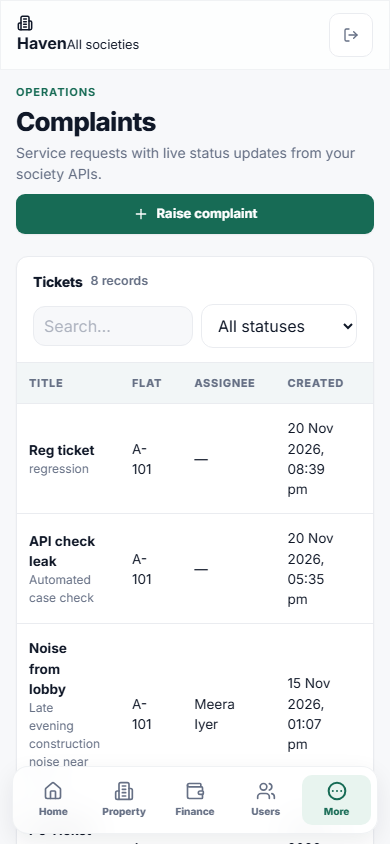 HavenAll societies
OPERATIONS
Complaints
Service requests with live status updates from your
society APIs.
+ Raise complaint
Tickets 8 records
Search...
All statuses
TITLE FLAT ASSIGNEE CREATED
Reg ticket
regression
A-
101
—
20 Nov
2026,
08:39
pm
API check
leak
Automated
case check
A-
101
—
20 Nov
2026,
05:35
pm
Noise
from
lobby
Late
evening
construction
noise near
A-
101
Meera
Iyer
15 Nov
2026,
01:07
pm
Home Property Finance Users More